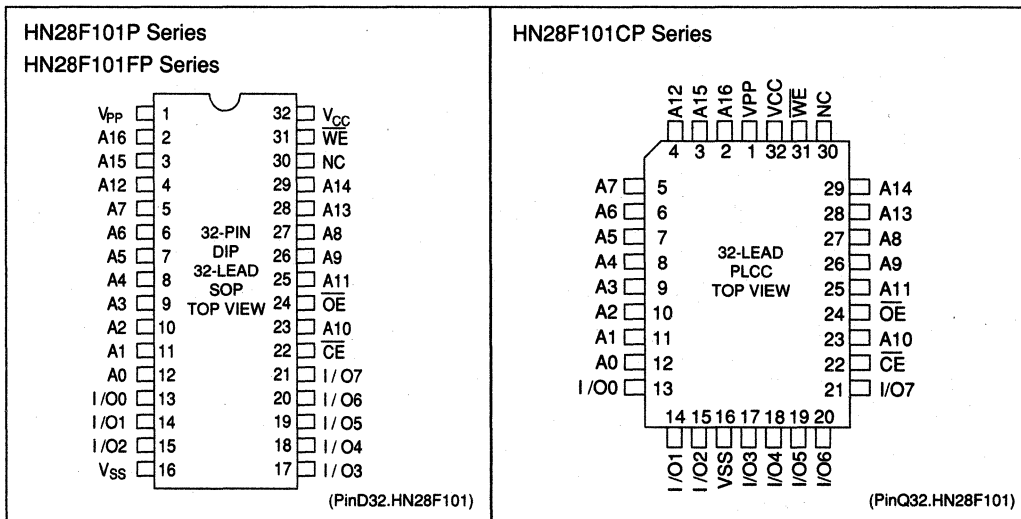 HN28F101P Series
HN28F101FP Series
VPP 1 32 VCC
A16 2 31 WE
A15 3 30 NC
A12 4 29 A14
A7 5 28 A13
A6 6 27 A8
A5 7 26 A9
A4 8 25 A11
A3 9 24 OE
A2 10 23 A10
A1 11 22 CE
A0 12 21 I/O7
I/O0 13 20 I/O6
I/O1 14 19 I/O5
I/O2 15 18 I/O4
VSS 16 17 I/O3
32-PIN
DIP
32-LEAD
SOP
TOP VIEW
(PinD32.HN28F101)
HN28F101CP Series
A12 A15 A16 VPP VCC WE NC
4 3 2 1 32 31 30
A7 5 29 A14
A6 6 28 A13
A5 7 27 A8
A4 8 26 A9
A3 9 25 A11
A2 10 24 OE
A1 11 23 A10
A0 12 22 CE
I/O0 13 21 I/O7
32-LEAD
PLCC
TOP VIEW
14 15 16 17 18 19 20
I/O1 I/O2 VSS I/O3 I/O4 I/O5 I/O6
(PinQ32.HN28F101)